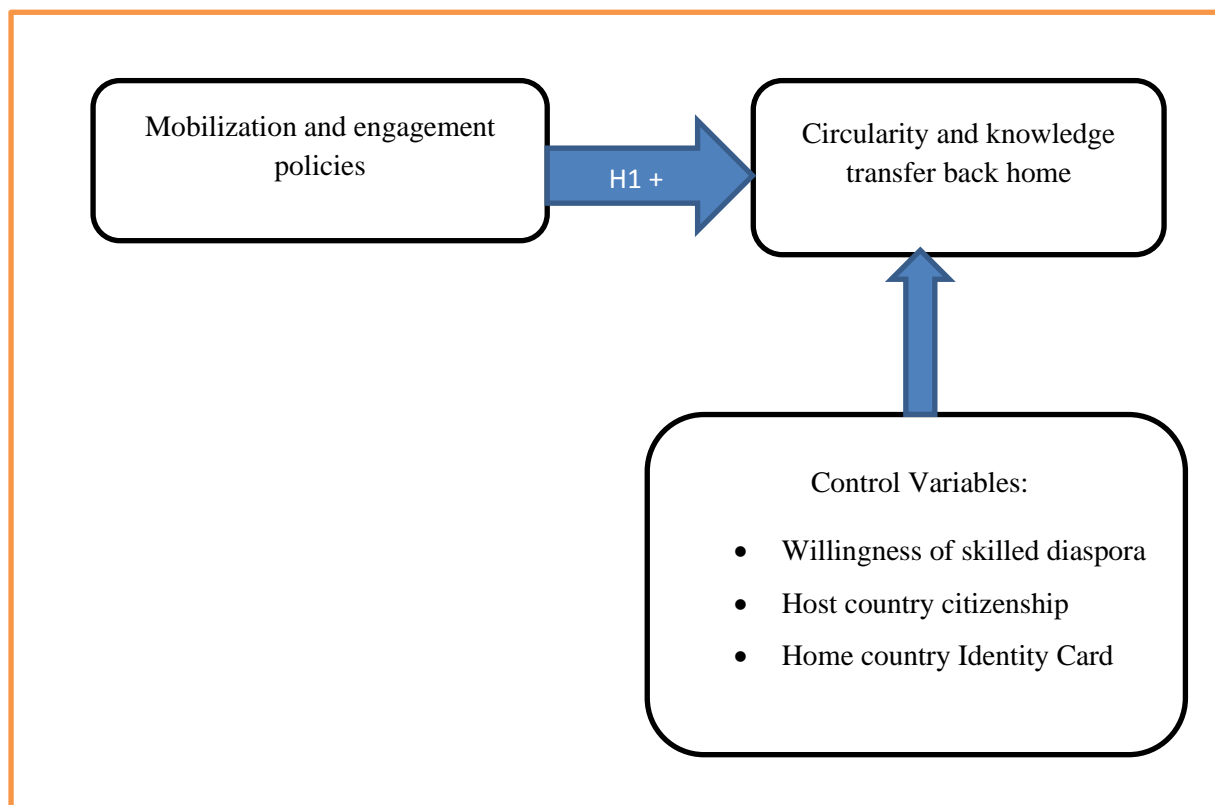 Mobilization and engagement
policies
H1 +
Circularity and knowledge
transfer back home
Control Variables:
• Willingness of skilled diaspora
• Host country citizenship
• Home country Identity Card